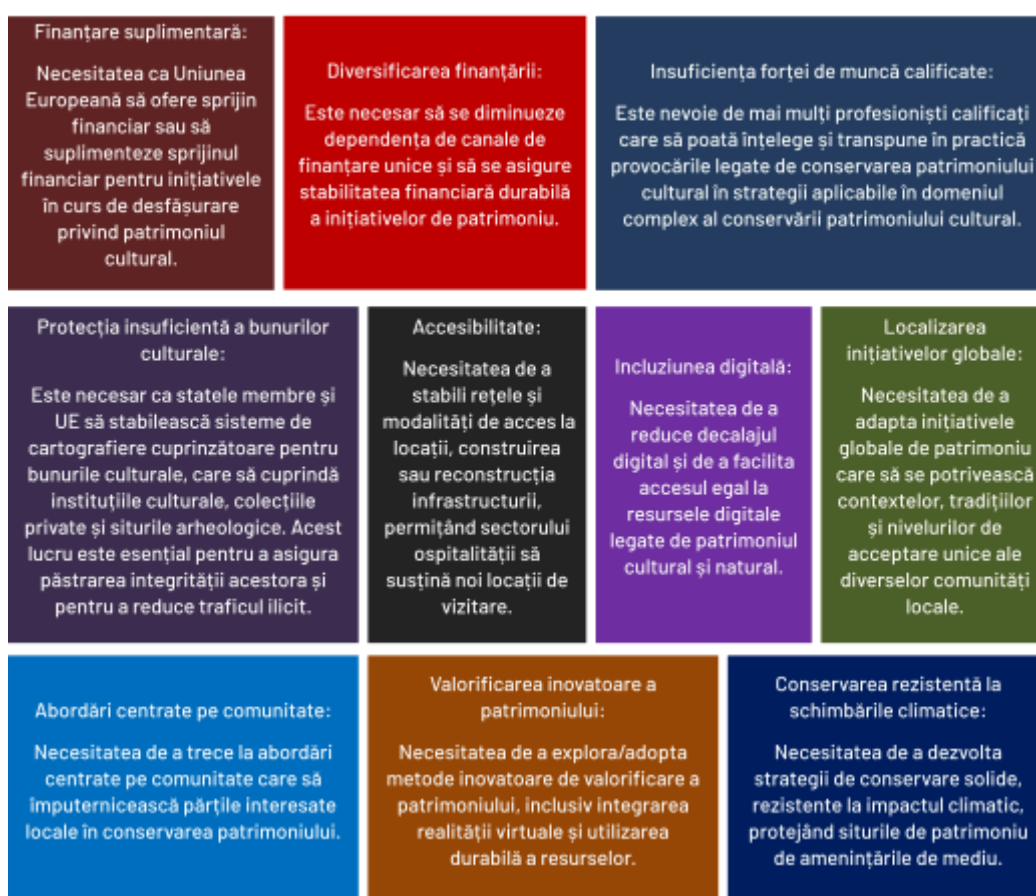 Finanțare suplimentară:
Necesitatea ca Uniunea
Europeană să ofere sprijin
financiar sau să
suplimenteze sprijinul
financiar pentru inițiativele
în curs de desfășurare
privind patrimoniul
cultural.
Diversificarea finanțării:
Este necesar să se diminueze
dependența de canale de
finanțare unice și să se asigure
stabilitatea financiară durabilă
a inițiativelor de patrimoniu.
Insuficiența forței de muncă calificate:
Este nevoie de mai mulți profesioniști calificați
care să poată înțelege și transpune în practică
provocările legate de conservarea patrimoniului
cultural în strategii aplicabile în domeniul
complex al conservării patrimoniului cultural.
Protecția insuficientă a bunurilor
culturale:
Este necesar ca statele membre și
UE să stabilească sisteme de
cartografiere cuprinzătoare pentru
bunurile culturale, care să cuprindă
instituțiile culturale, colecțiile
private și siturile arheologice. Acest
lucru este esențial pentru a asigura
păstrarea integrității acestora și
pentru a reduce traficul ilicit.
Accesibilitate:
Necesitatea de a
stabili rețele și
modalități de acces la
locații, construirea
sau reconstrucția
infrastructurii,
permițând sectorului
ospitalității să
susțină noi locații de
vizitare.
Incluziunea digitală:
Necesitatea de a
reduce decalajul
digital și de a facilita
accesul egal la
resursele digitale
legate de patrimoniul
cultural și natural.
Localizarea
inițiativelor globale:
Necesitatea de a
adapta inițiativele
globale de patrimoniu
care să se potrivească
contextelor, tradițiilor
și nivelurilor de
acceptare unice ale
diverselor comunități
locale.
Abordări centrate pe comunitate:
Necesitatea de a trece la abordări
centrate pe comunitate care să
împuternicească părțile interesate
locale în conservarea patrimoniului.
Valorificarea inovatoare a
patrimoniului:
Necesitatea de a explora/adopta
metode inovatoare de valorificare a
patrimoniului, inclusiv integrarea
realității virtuale și utilizarea
durabilă a resurselor.
Conservarea rezistentă la
schimbările climatice:
Necesitatea de a dezvolta
strategii de conservare solide,
rezistente la impactul climatic,
protejând siturile de patrimoniu
de amenințările de mediu.